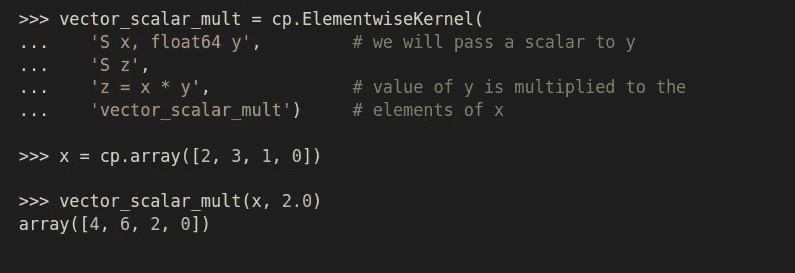 >>> vector_scalar_mult = cp.ElementwiseKernel(
...    'S x, float64 y',         # we will pass a scalar to y
...    'S z',
...    'z = x * y',              # value of y is multiplied to the
...    'vector_scalar_mult')     # elements of x
>>> x = cp.array([2, 3, 1, 0])
>>> vector_scalar_mult(x, 2.0)
array([4, 6, 2, 0])